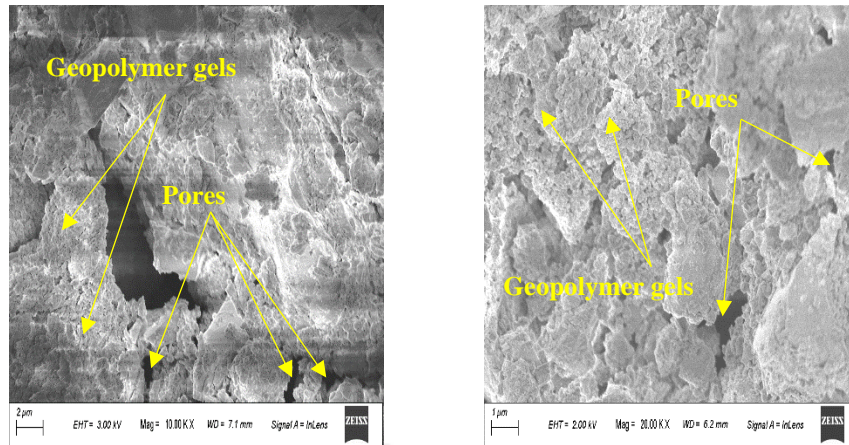 Geopolymer gels
Pores
2 µm
EHT = 3.00 kV
Mag = 10.00 K X
WD = 7.1 mm
Signal A = InLens
ZEISS
Pores
Geopolymer gels
1 µm
EHT = 2.00 kV
Mag = 20.00 K X
WD = 6.2 mm
Signal A = InLens
ZEISS